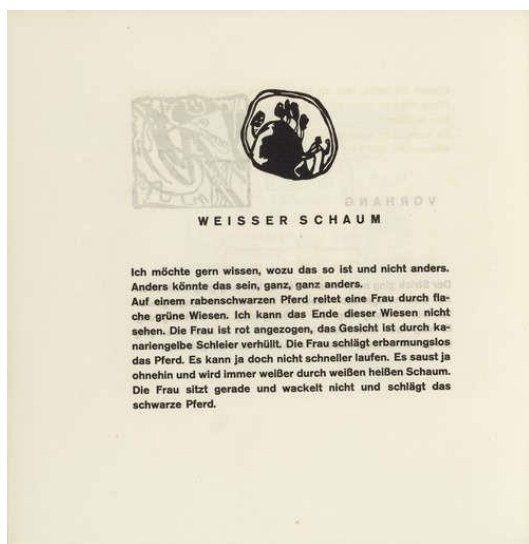 WEISSER SCHAUM
Ich möchte gern wissen, wozu das so ist und nicht anders.
Anders könnte das sein, ganz, ganz anders.
Auf einem rabenschwarzen Pferd reitet eine Frau durch fla-
che grüne Wiesen. Ich kann das Ende dieser Wiesen nicht
sehen. Die Frau ist rot angezogen, das Gesicht ist durch ka-
nariengelbe Schleier verhüllt. Die Frau schlägt erbarmungslos
das Pferd. Es kann ja doch nicht schneller laufen. Es saust ja
ohnehin und wird immer weißer durch weißen heißen Schaum.
Die Frau sitzt gerade und wackelt nicht und schlägt das
schwarze Pferd.